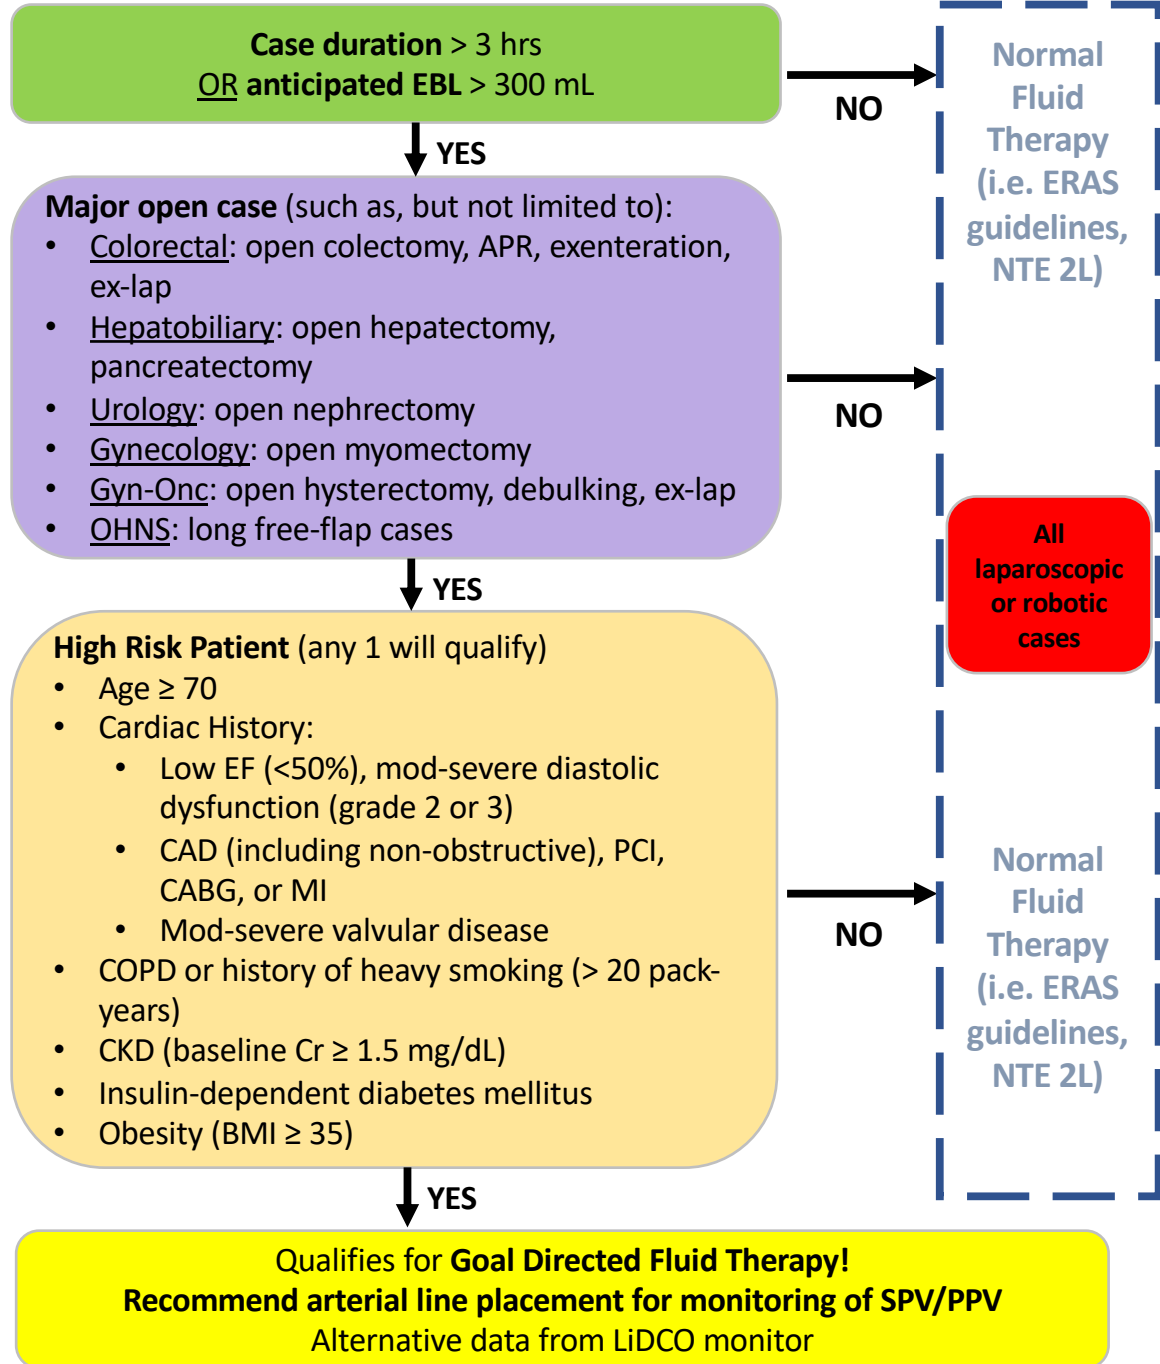 Case duration > 3 hrs
OR anticipated EBL > 300 mL
NO
YES
Major open case (such as, but not limited to):
• Colorectal: open colectomy, APR, exenteration,
ex-lap
• Hepatobiliary: open hepatectomy,
pancreatectomy
• Urology: open nephrectomy
• Gynecology: open myomectomy
• Gyn-Onc: open hysterectomy, debulking, ex-lap
• OHNS: long free-flap cases
NO
YES
High Risk Patient (any 1 will qualify)
• Age ≥ 70
• Cardiac History:
• Low EF (<50%), mod-severe diastolic
dysfunction (grade 2 or 3)
• CAD (including non-obstructive), PCI,
CABG, or MI
• Mod-severe valvular disease
• COPD or history of heavy smoking (> 20 pack-
years)
• CKD (baseline Cr ≥ 1.5 mg/dL)
• Insulin-dependent diabetes mellitus
• Obesity (BMI ≥ 35)
NO
YES
Qualifies for Goal Directed Fluid Therapy!
Recommend arterial line placement for monitoring of SPV/PPV
Alternative data from LiDCO monitor
Normal
Fluid
Therapy
(i.e. ERAS
guidelines,
NTE 2L)
All
laparoscopic
or robotic
cases
Normal
Fluid
Therapy
(i.e. ERAS
guidelines,
NTE 2L)